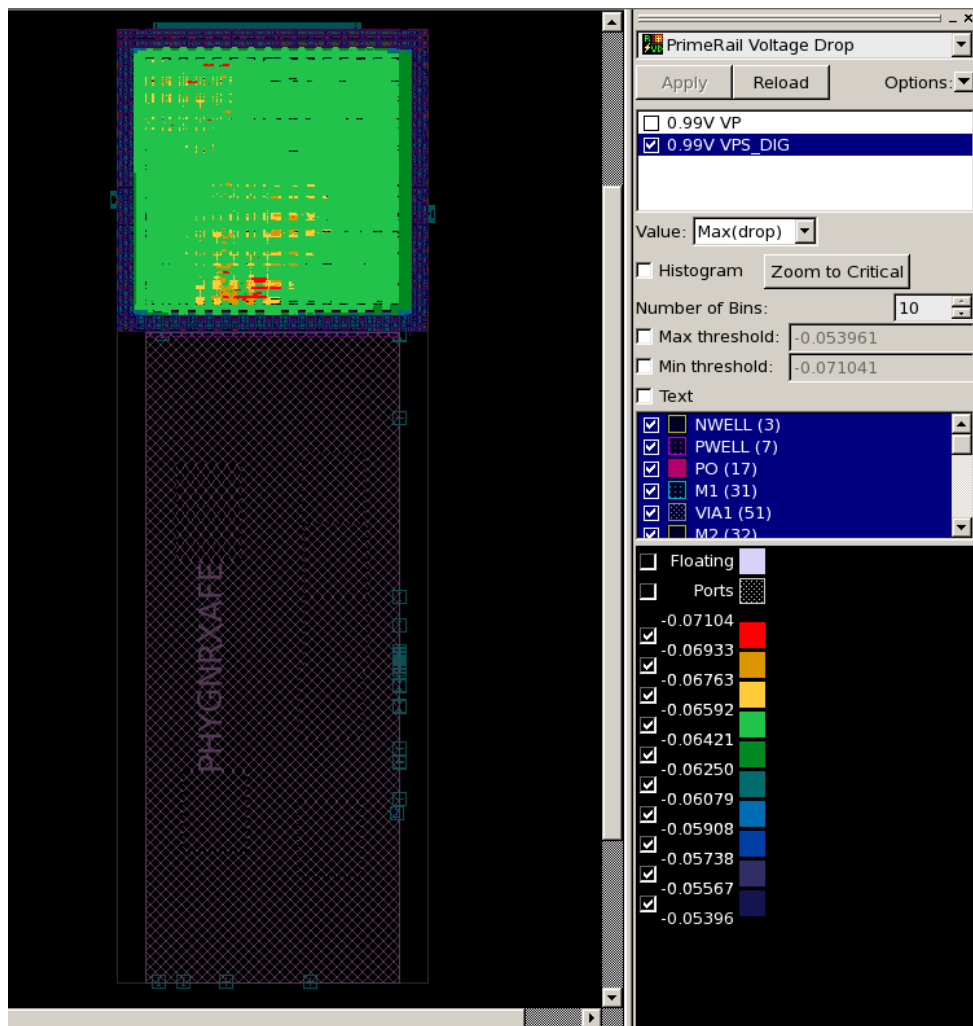 PrimeRail Voltage Drop
Apply Reload Options:
0.99V VP
0.99V VPS_DIG
Value: Max(drop)
Histogram Zoom to Critical
Number of Bins: 10
Max threshold: -0.053961
Min threshold: -0.071041
Text
NWELL (3)
PWELL (7)
PO (17)
M1 (31)
VIA1 (51)
M2 (32)
Floating
Ports
-0.07104
-0.06933
-0.06763
-0.06592
-0.06421
-0.06250
-0.06079
-0.05908
-0.05738
-0.05567
-0.05396
PHYGNRXAFE